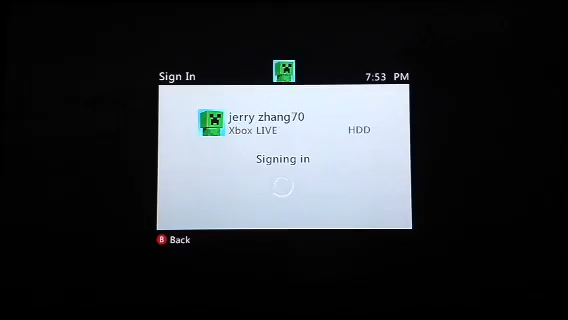 Sign In
7:53 PM
jerry zhang70
Xbox LIVE
HDD
Signing in
B Back